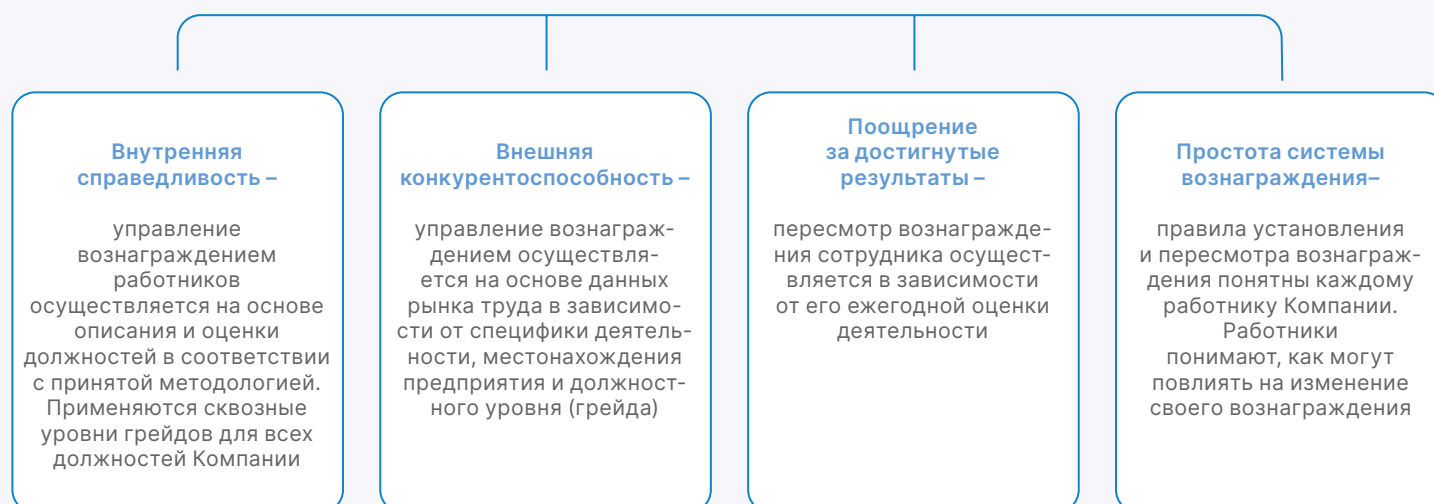 Внутренняя
справедливость –
управление
вознаграждением
работников
осуществляется на основе
описания и оценки
должностей в соответствии
с принятой методологией.
Применяются сквозные
уровни грейдов для всех
должностей Компании
Внешняя
конкурентоспособность –
управление вознаграж-
дением осуществля-
ется на основе данных
рынка труда в зависимо-
сти от специфики деятель-
ности, местонахождения
предприятия и должност-
ного уровня (грейда)
Поощрение
за достигнутые
результаты –
пересмотр вознагражде-
ния сотрудника осущест-
вляется в зависимости
от его ежегодной оценки
деятельности
Простота системы
вознаграждения–
правила установления
и пересмотра вознаграж-
дения понятны каждому
работнику Компании.
Работники
понимают, как могут
повлиять на изменение
своего вознаграждения